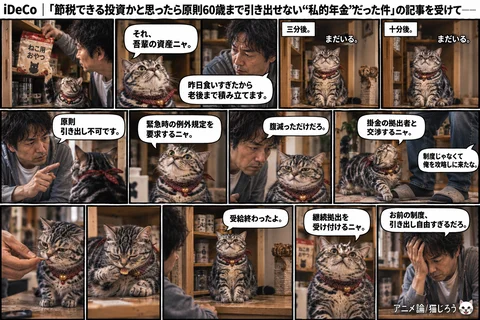 iDeCo｜「節税できる投資かと思ったら原則60歳まで引き出せない“私的年金”だった件」の記事を受けて──
ねこ用
おやつ
それ、
吾輩の資産ニャ。
昨日食いすぎたから
老後まで積み立てます。
三分後。
まだいる。
十分後。
まだいる。
原則
引出し不可です。
緊急時の例外規定を
要求するニャ。
腹減っただけだろ。
掛金の拠出者と
交渉するニャ。
制度じゃなくて
俺を攻略しに来たな。
受給終わったよ。
継続拠出を
受け付けるニャ。
お前の制度、
引き出し自由すぎるだろ。
アニメ論/猫じろう